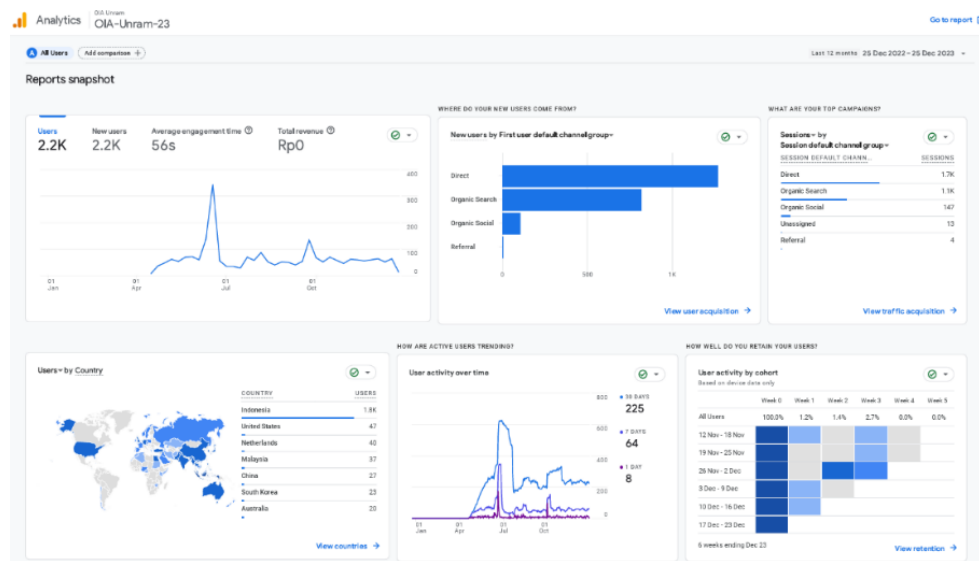 Analytics
OIA Unram
OIA-Unram-23
Go to report
A All Users
Add comparison +
Last 12 months 25 Dec 2022 - 25 Dec 2023
Reports snapshot
Users New users Average engagement time Total revenue
2.2K 2.2K 56s Rp0
400
300
200
100
0
01 Jan
01 Apr
01 Jul
01 Oct
WHERE DO YOUR NEW USERS COME FROM?
New users by First user default channel group
Direct
Organic Search
Organic Social
Referral
0 500 1K
View user acquisition →
WHAT ARE YOUR TOP CAMPAIGNS?
Sessions by
Session default channel group
SESSION DEFAULT CHANN... SESSIONS
Direct 1.7K
Organic Search 1.1K
Organic Social 147
Unassigned 13
Referral 4
View traffic acquisition →
Users by Country
COUNTRY USERS
Indonesia 1.8K
United States 47
Netherlands 40
Malaysia 37
China 27
South Korea 23
Australia 20
View countries →
HOW ARE ACTIVE USERS TRENDING?
User activity over time
800
600
400
200
0
01 Jan
01 Apr
01 Jul
01 Oct
30 DAYS
225
7 DAYS
64
1 DAY
8
HOW WELL DO YOU RETAIN YOUR USERS?
User activity by cohort
Based on device data only
Week 0 Week 1 Week 2 Week 3 Week 4 Week 5
All Users 100.0% 1.2% 1.4% 2.7% 0.0% 0.0%
12 Nov - 18 Nov
19 Nov - 25 Nov
26 Nov - 2 Dec
3 Dec - 9 Dec
10 Dec - 16 Dec
17 Dec - 23 Dec
6 weeks ending Dec 23
View retention →